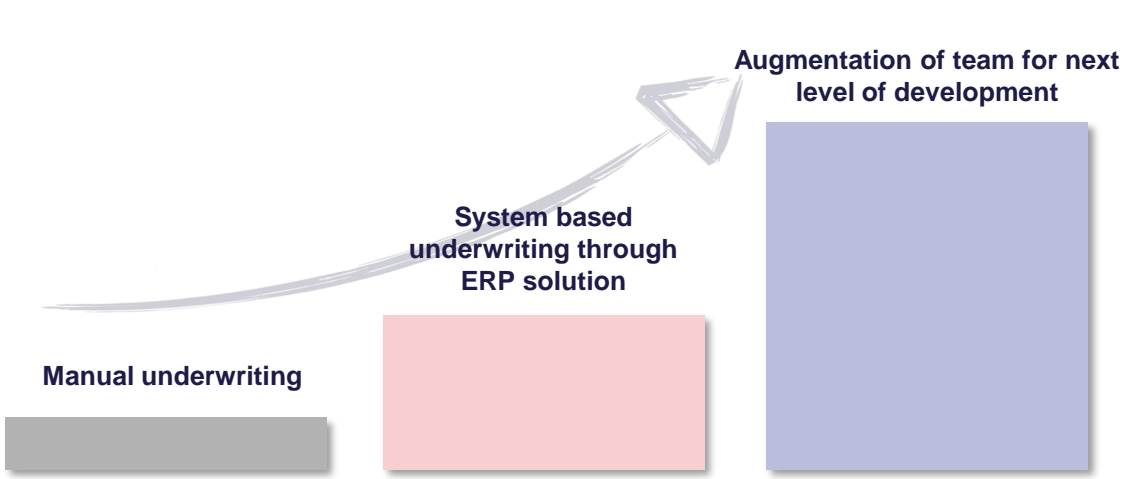 Augmentation of team for next
level of development
System based
underwriting through
ERP solution
Manual underwriting